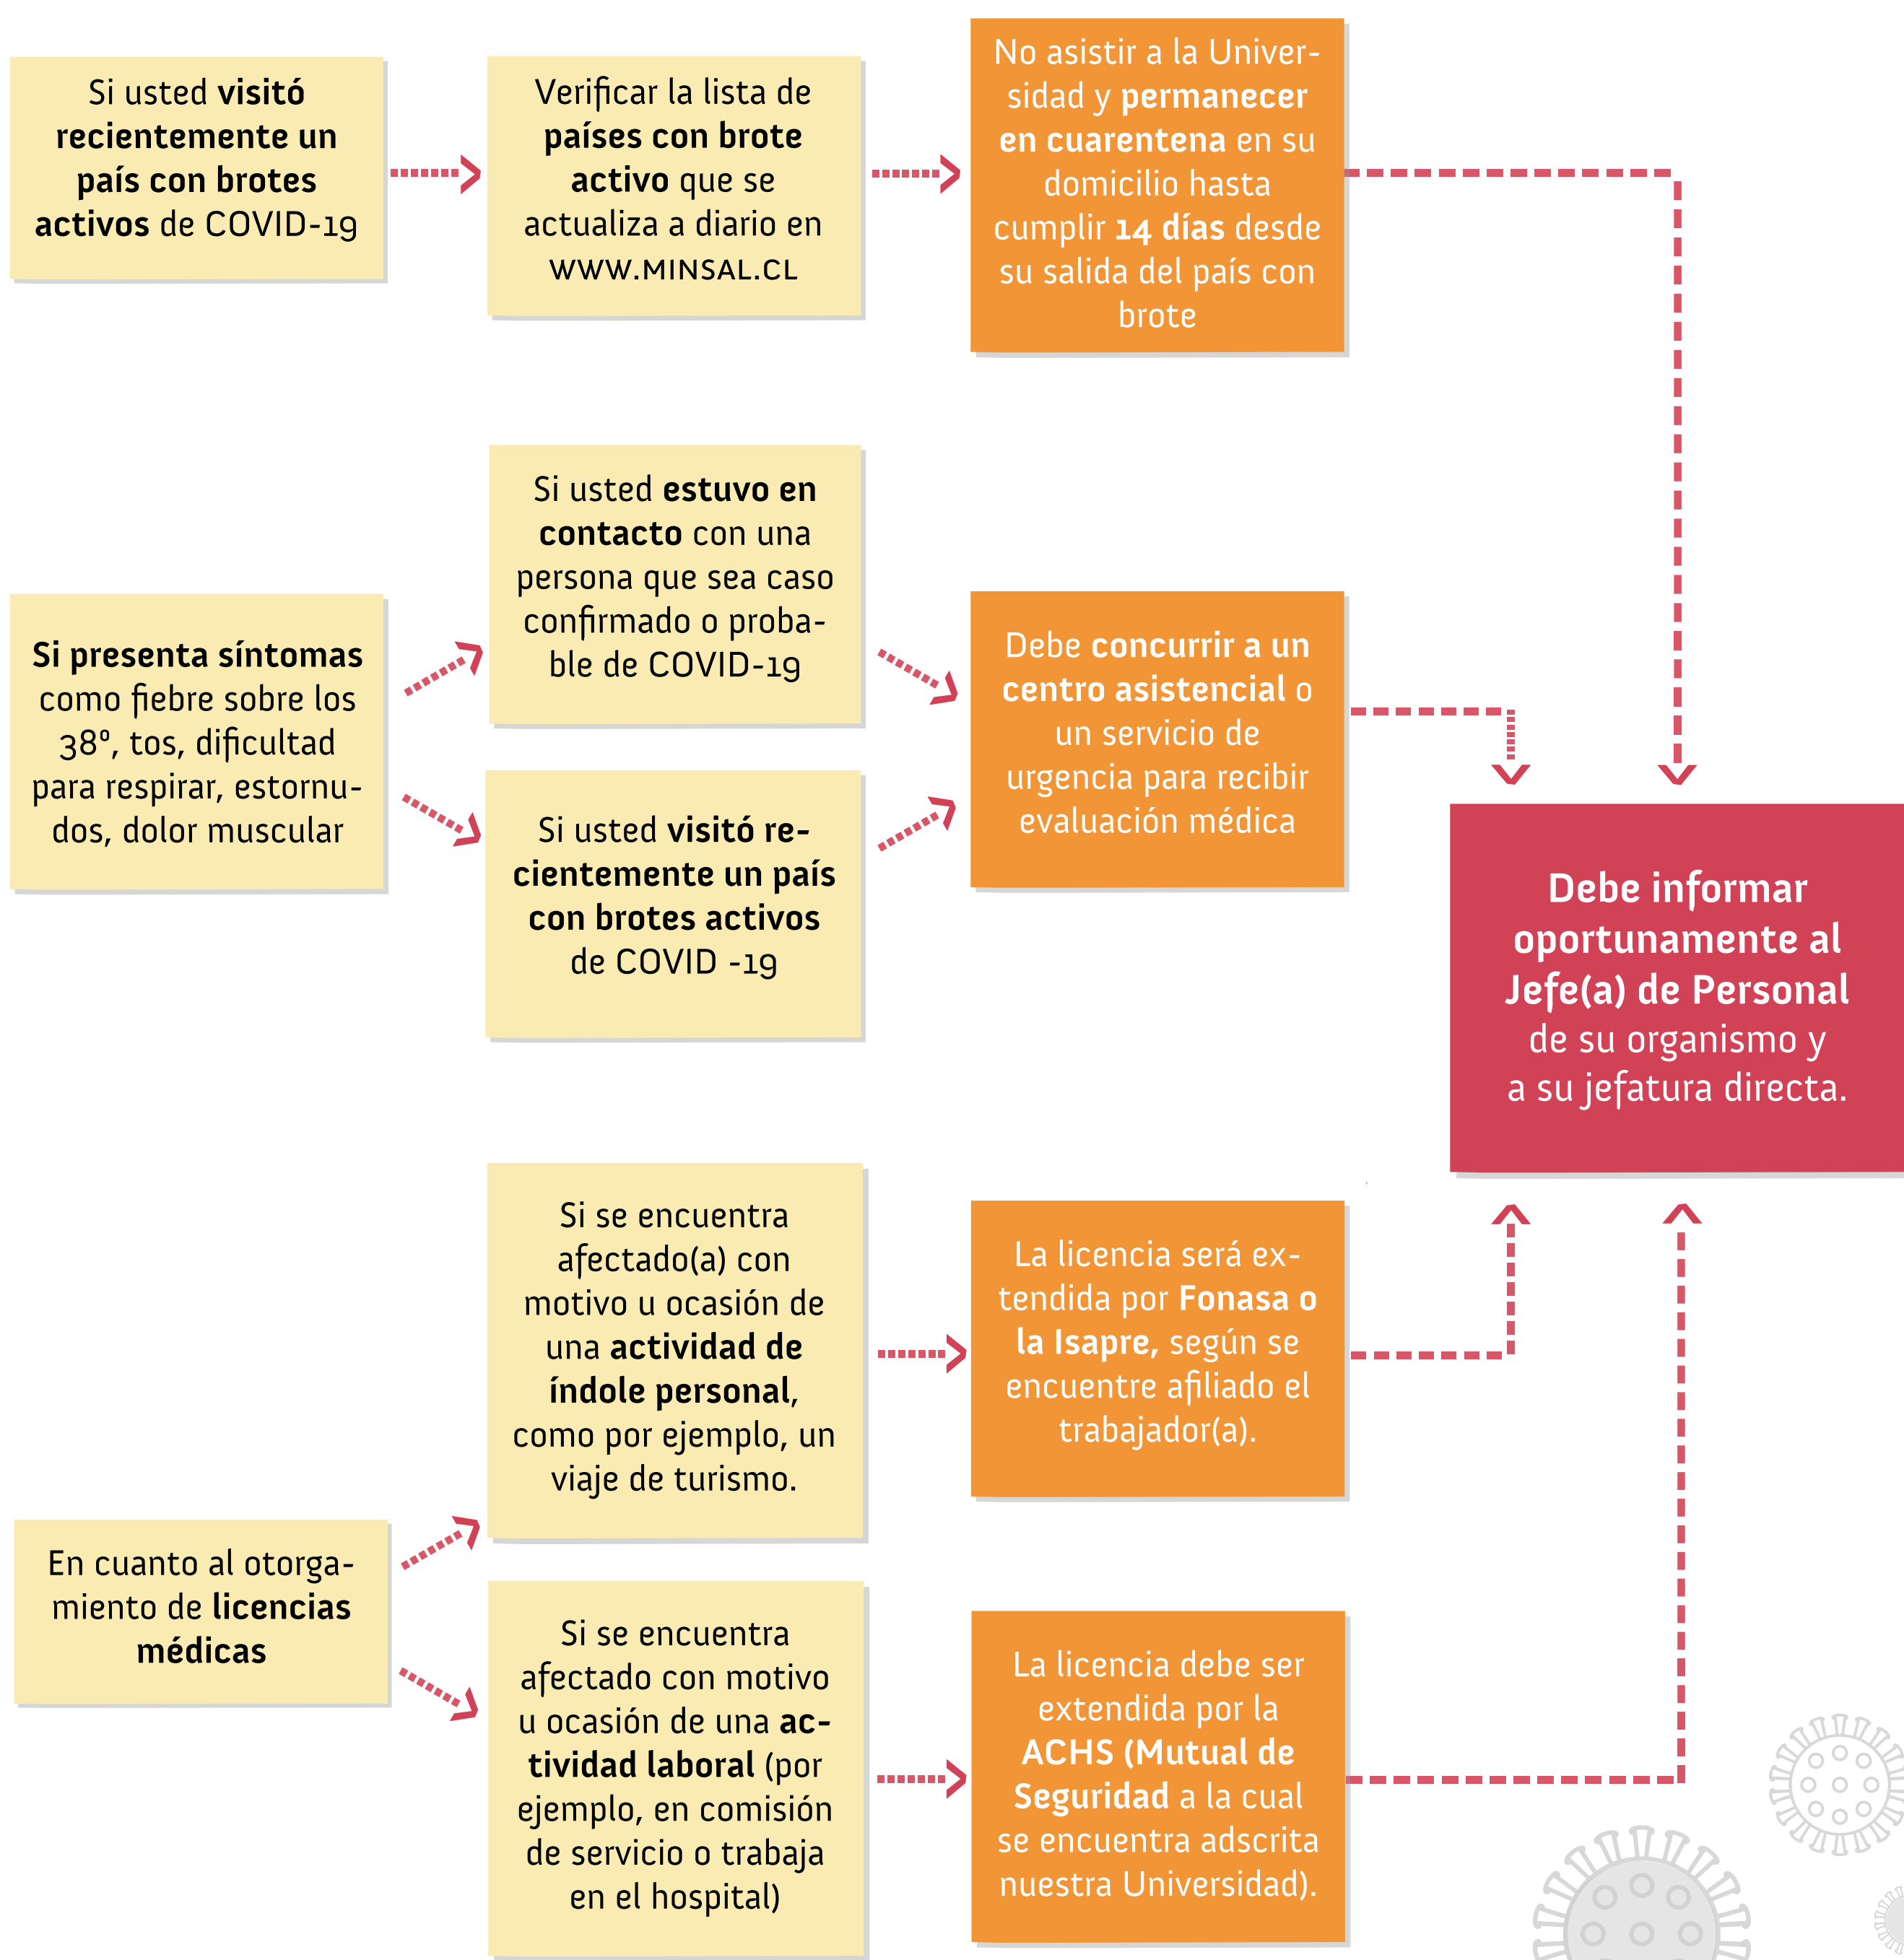 Si usted visitó
recientemente un
país con brotes
activos de COVID-19
Verificar la lista de
países con brote
activo que se
actualiza a diario en
WWW.MINSAL.CL
No asistir a la Univer-
sidad y permanecer
en cuarentena en su
domicilio hasta
cumplir 14 días desde
su salida del país con
brote
Si presenta síntomas
como fiebre sobre los
38º, tos, dificultad
para respirar, estornu-
dos, dolor muscular
Si usted estuvo en
contacto con una
persona que sea caso
confirmado o proba-
ble de COVID-19
Si usted visitó re-
cientemente un país
con brotes activos
de COVID -19
Debe concurrir a un
centro asistencial o
un servicio de
urgencia para recibir
evaluación médica
Debe informar
oportunamente al
Jefe(a) de Personal
de su organismo y
a su jefatura directa.
En cuanto al otorga-
miento de licencias
médicas
Si se encuentra
afectado(a) con
motivo u ocasión de
una actividad de
índole personal,
como por ejemplo, un
viaje de turismo.
La licencia será ex-
tendida por Fonasa o
la Isapre, según se
encuentre afiliado el
trabajador(a).
Si se encuentra
afectado con motivo
u ocasión de una ac-
tividad laboral (por
ejemplo, en comisión
de servicio o trabaja
en el hospital)
La licencia debe ser
extendida por la
ACHS (Mutual de
Seguridad a la cual
se encuentra adscrita
nuestra Universidad).